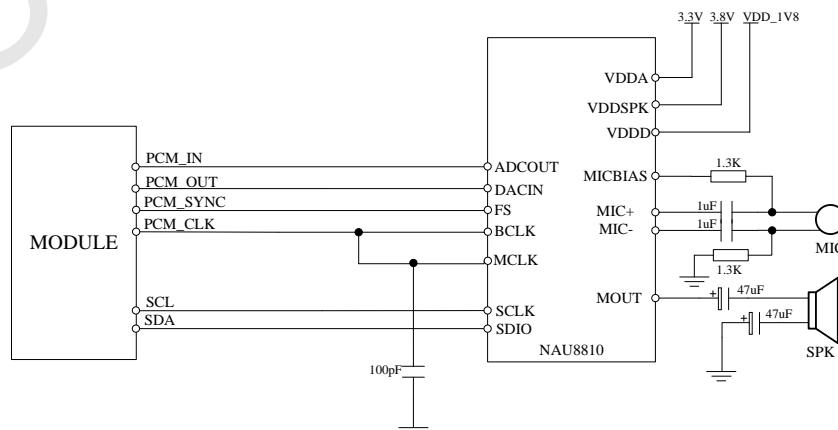 3.3V 3.8V VDD_1V8
VDDA
VDDSPK
VDDD
PCM_IN
ADCOUT
MICBIAS
1.3K
PCM_OUT
DACIN
PCM_SYNC
FS
MIC+
1uF
PCM_CLK
BCLK
MIC-
1uF
MODULE
MIC
MCLK
1.3K
MOUT
+
47uF
SCL
SCLK
+
47uF
SDA
SDIO
NAU8810
SPK
100pF